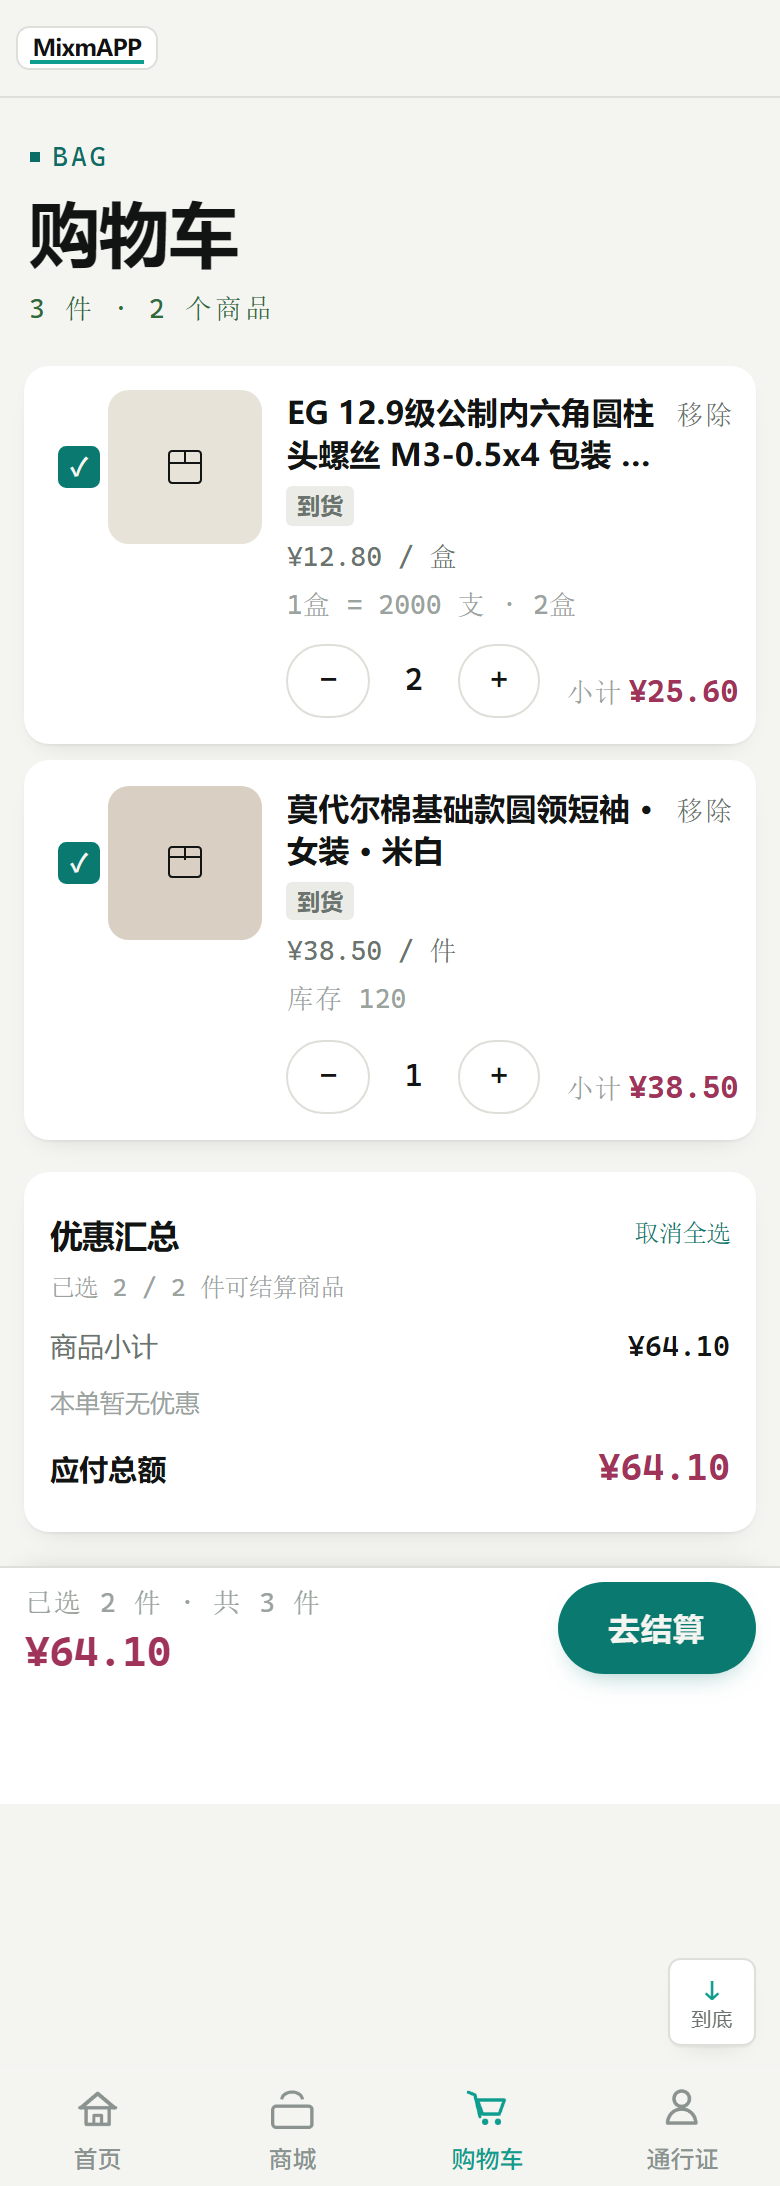 MixmAPP
BAG
购物车
3 件 · 2 个商品
EG 12.9级公制内六角圆柱
头螺丝 M3-0.5x4 包装 ...
移除
✓
到货
¥12.80 / 盒
1盒 = 2000 支 · 2盒
− 2 +
小计 ¥25.60
莫代尔棉基础款圆领短袖·
女装·米白
移除
✓
到货
¥38.50 / 件
库存 120
− 1 +
小计 ¥38.50
优惠汇总
取消全选
已选 2 / 2 件可结算商品
商品小计 ¥64.10
本单暂无优惠
应付总额 ¥64.10
已选 2 件 · 共 3 件
¥64.10
去结算
↓
到底
首页 商城 购物车 通行证